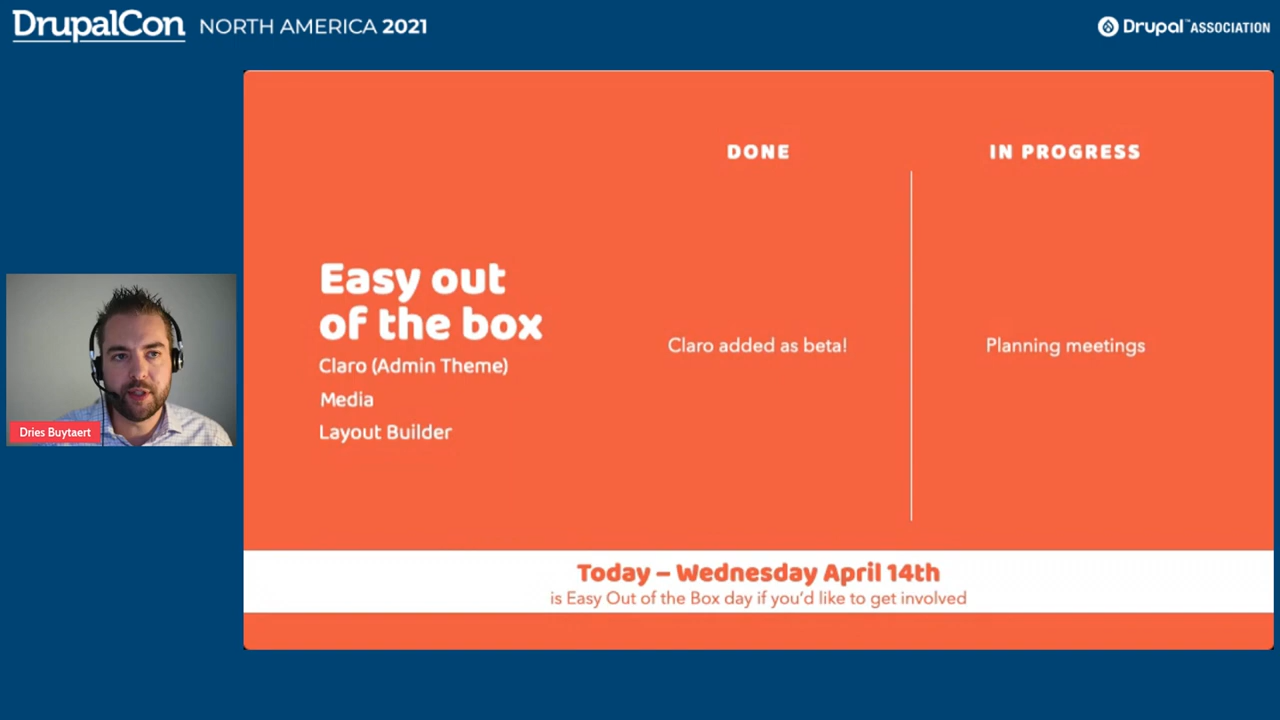 DrupalCon NORTH AMERICA 2021
Drupal™ ASSOCIATION
DONE
IN PROGRESS
Easy out
of the box
Claro (Admin Theme)
Media
Layout Builder
Claro added as beta!
Planning meetings
Dries Buytaert
Today – Wednesday April 14th
is Easy Out of the Box day if you'd like to get involved